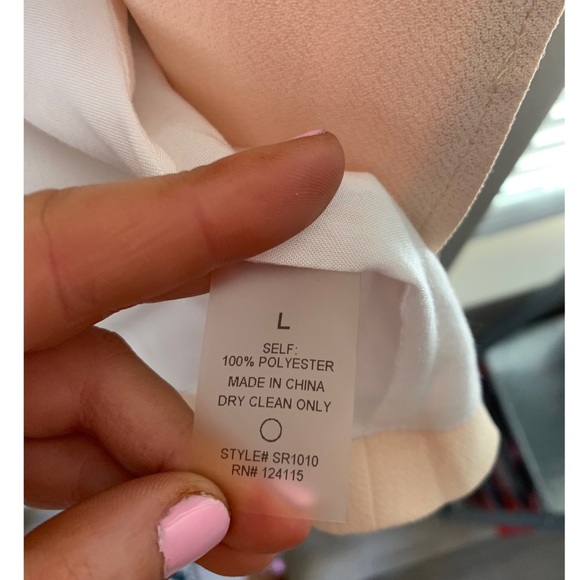 L
SELF:
100% POLYESTER
MADE IN CHINA
DRY CLEAN ONLY
STYLE# SR1010
RN# 124115